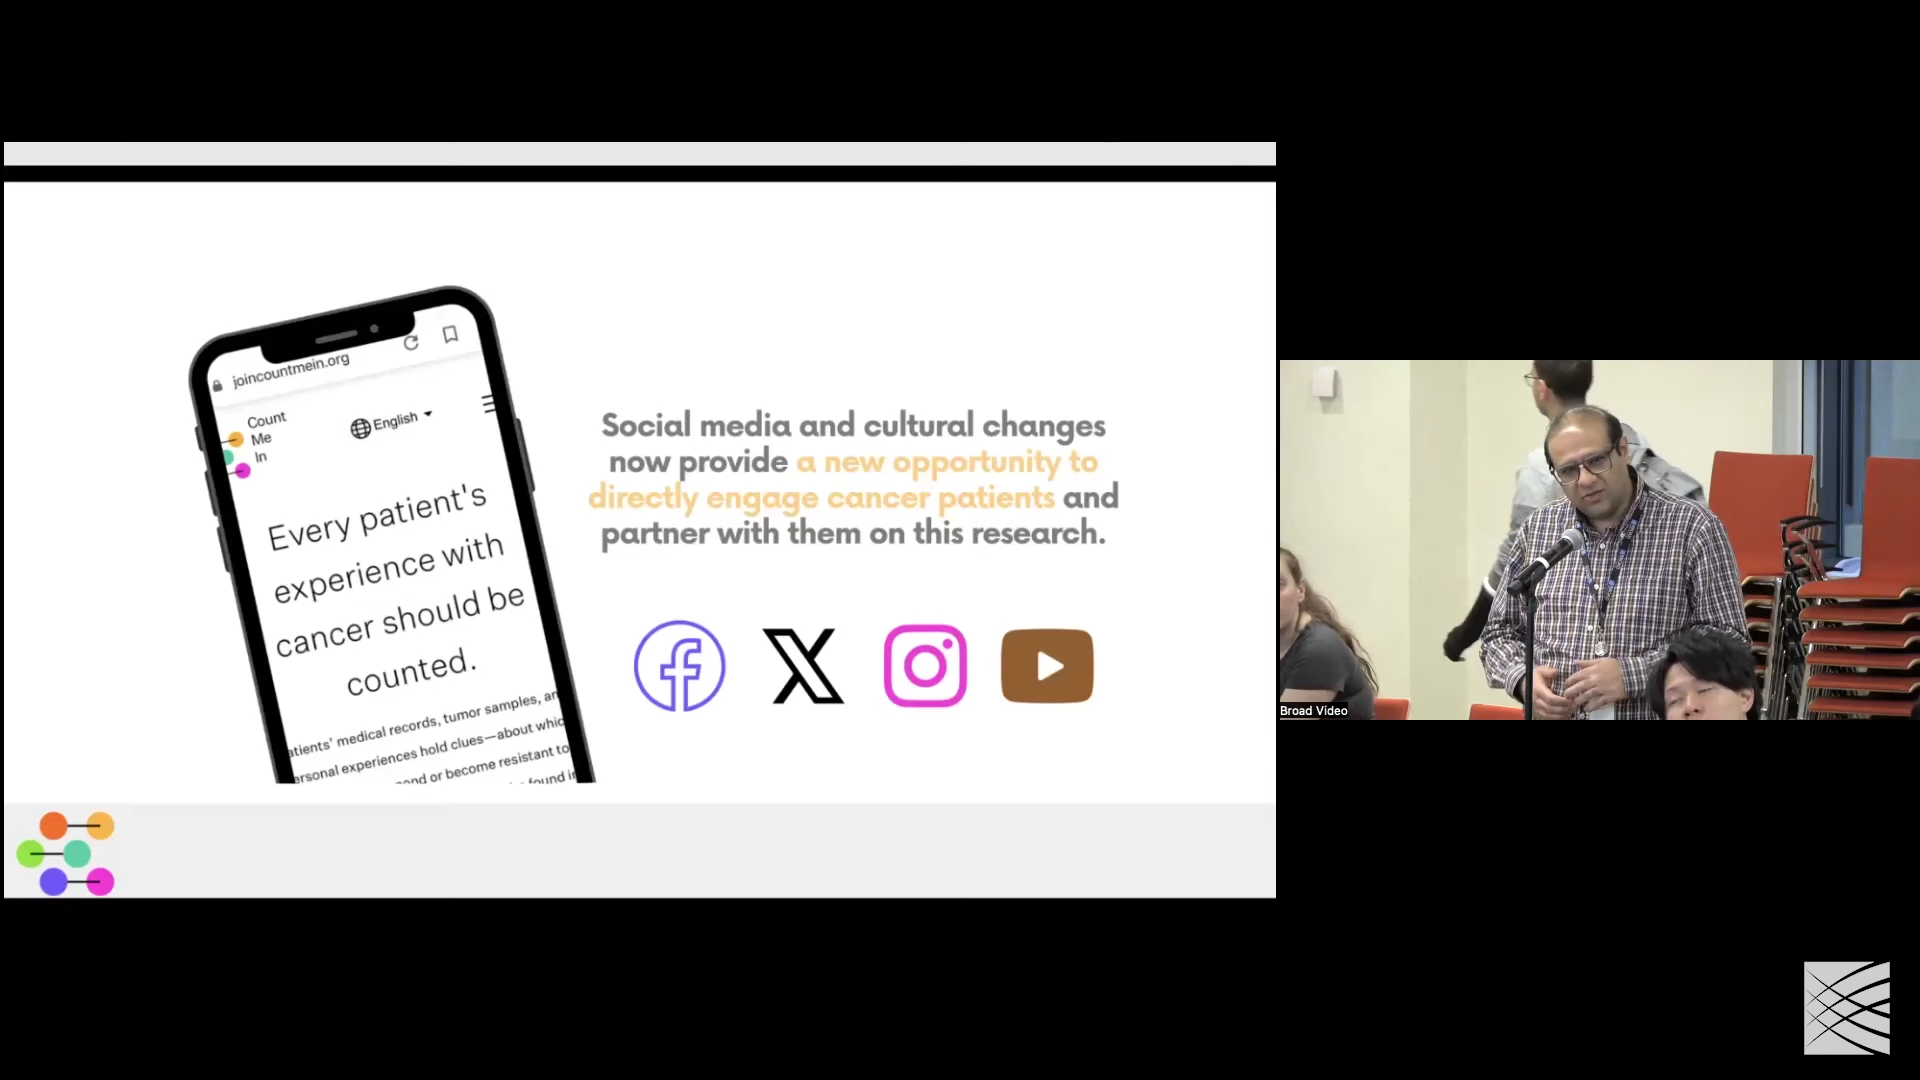 joincountmein.org
Count
Me
In
English
Every patient's
experience with
cancer should be
counted.
medical records, tumor samples,
experiences hold clues—about
or become resistant to
found
Social media and cultural changes
now provide a new opportunity to
directly engage cancer patients and
partner with them on this research.
Broad Video